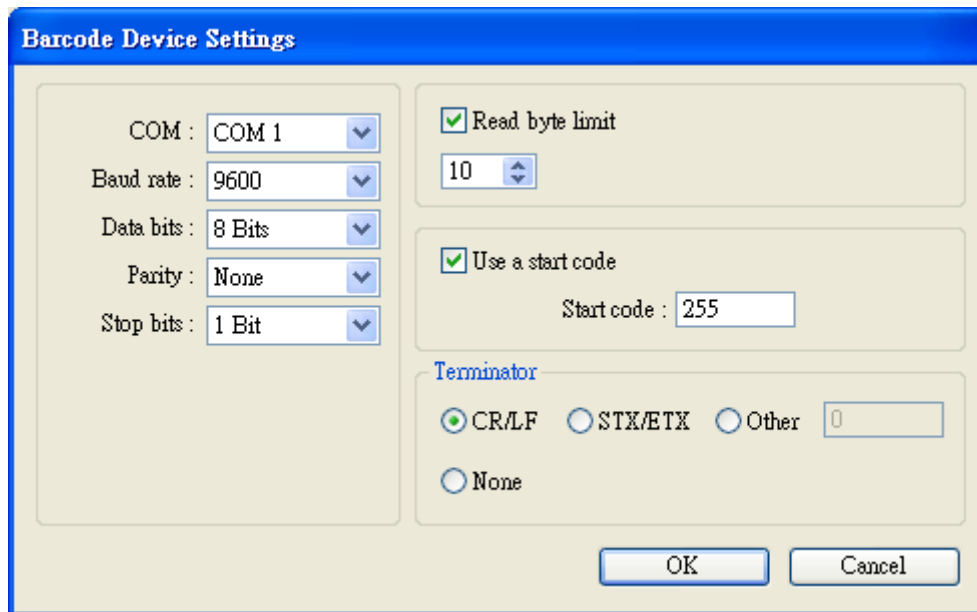 Barcode Device Settings
COM : COM 1
Baud rate : 9600
Data bits : 8 Bits
Parity : None
Stop bits : 1 Bit
Read byte limit
10
Use a start code
Start code : 255
Terminator
CR/LF STX/ETX Other 0
None
OK Cancel